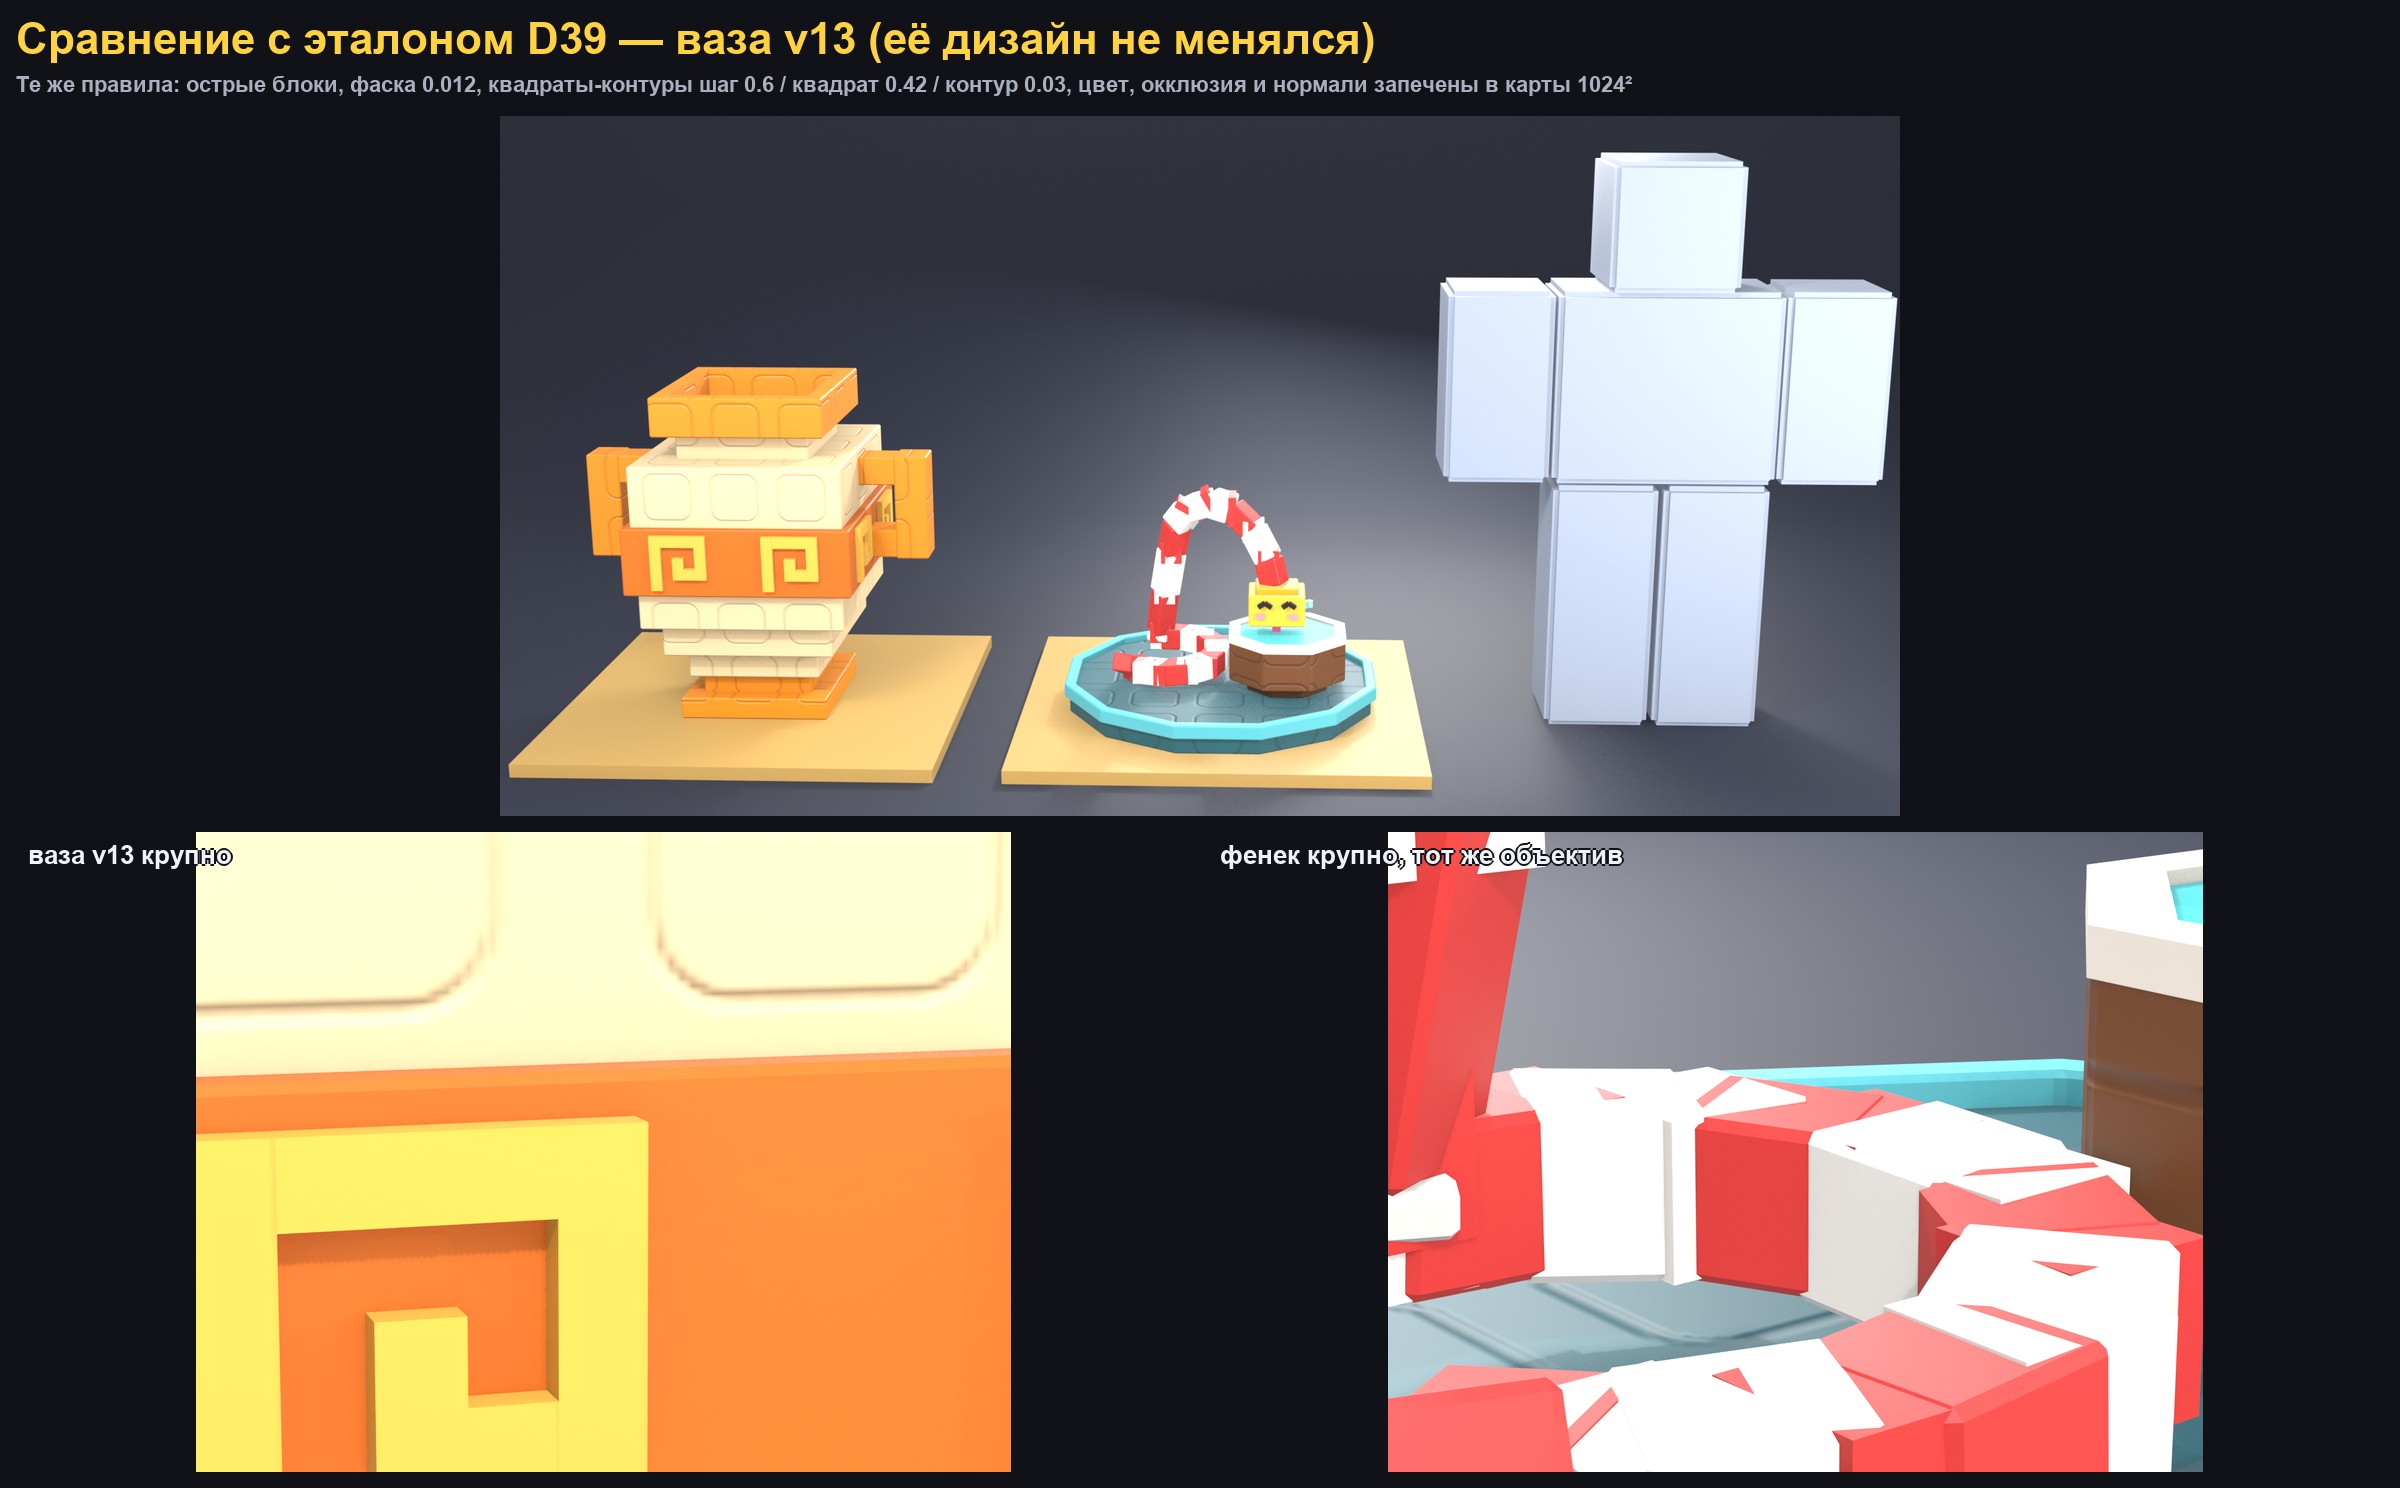 Сравнение с эталоном D39 — ваза v13 (её дизайн не менялся)
Те же правила: острые блоки, фаска 0.012, квадраты-контуры шаг 0.6 / квадрат 0.42 / контур 0.03, цвет, окклюзия и нормали запечены в карты 1024²
ваза v13 крупно
фенек крупно, тот же объектив